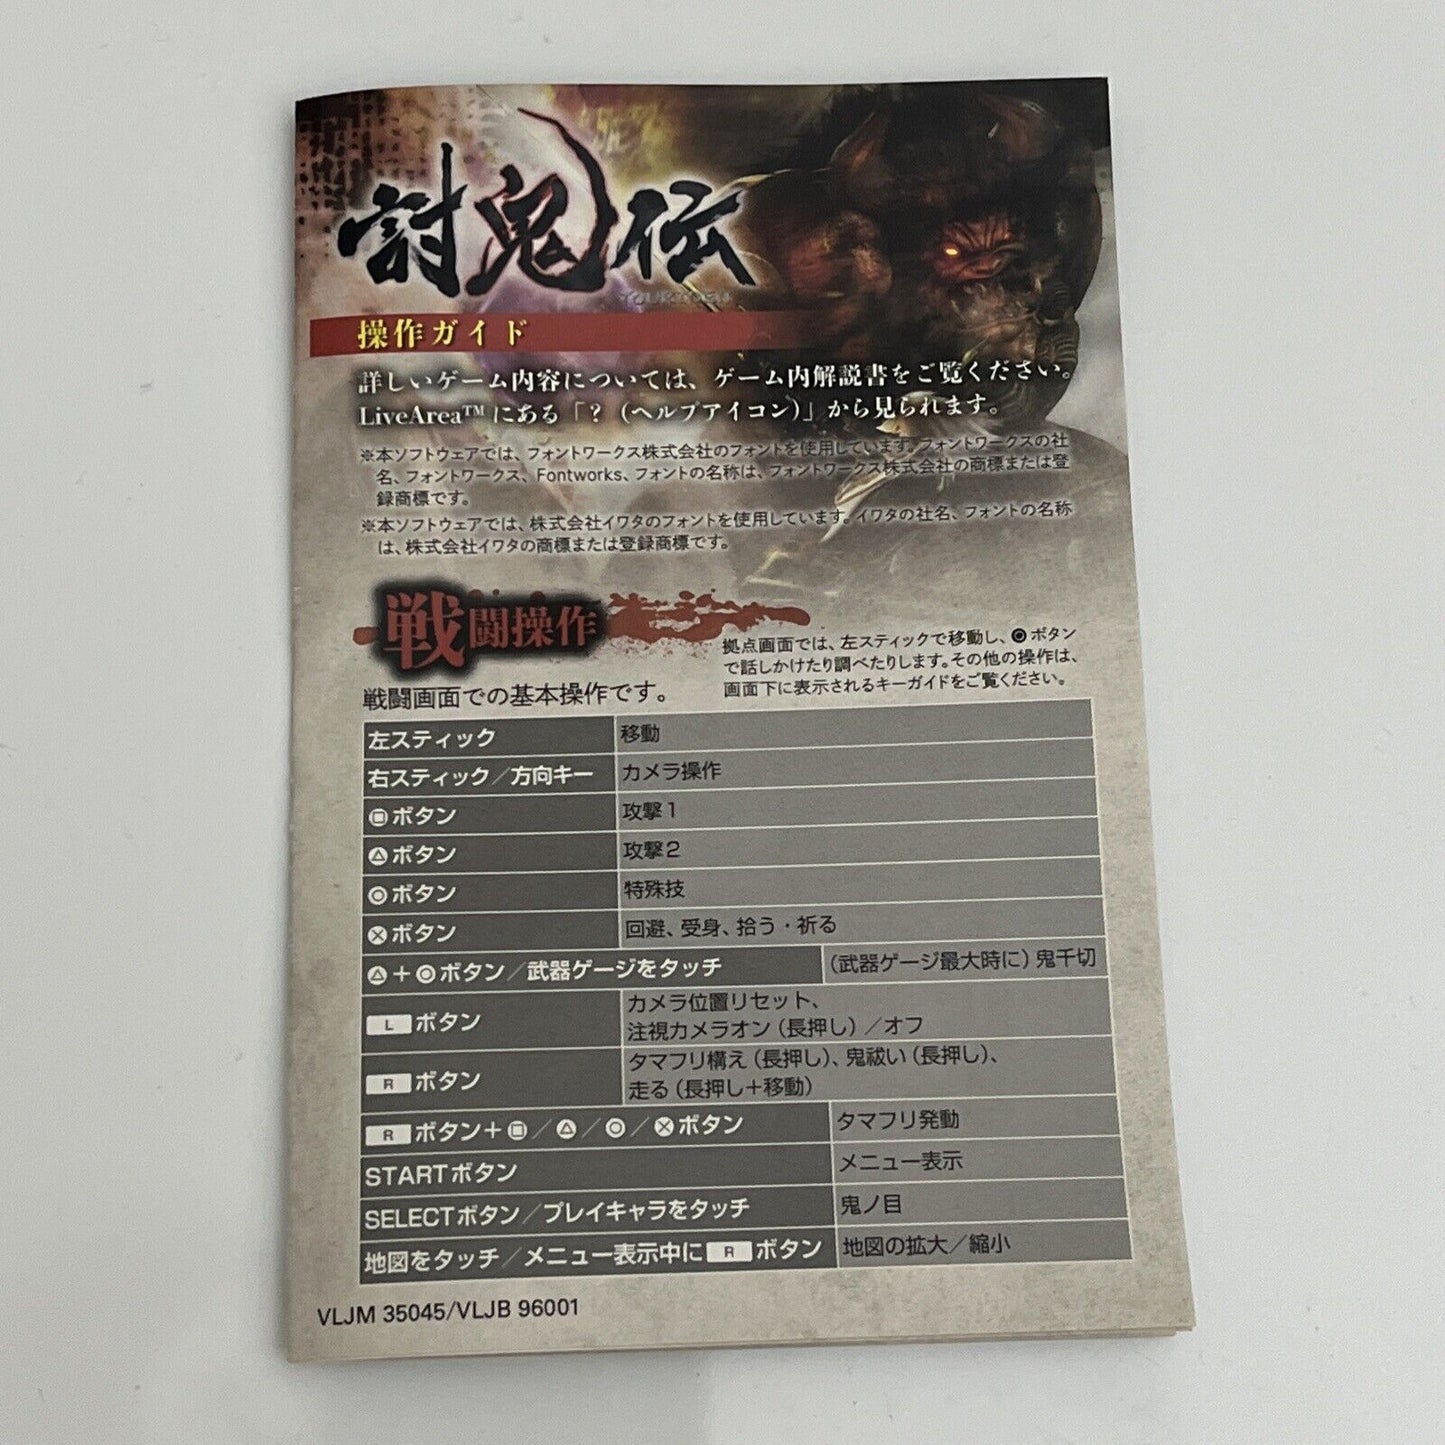 討鬼伝
TOUKIDEN
操作ガイド
詳しいゲーム内容については、ゲーム内解説書をご覧ください。
LiveArea™ にある「？（ヘルプアイコン）」から見られます。
※本ソフトウェアでは、フォントワークス株式会社のフォントを使用しています。フォントワークスの社
名、フォントワークス、Fontworks、フォントの名称は、フォントワークス株式会社の商標または登
録商標です。
※本ソフトウェアでは、株式会社イワタのフォントを使用しています。イワタの社名、フォントの名称
は、株式会社イワタの商標または登録商標です。
戦闘操作
拠点画面では、左スティックで移動し、◎ボタン
で話しかけたり調べたりします。その他の操作は、
画面下に表示されるキーガイドをご覧ください。
戦闘画面での基本操作です。
左スティック 移動
右スティック／方向キー カメラ操作
□ボタン 攻撃1
△ボタン 攻撃2
○ボタン 特殊技
×ボタン 回避、受身、拾う・祈る
△＋○ボタン／武器ゲージをタッチ （武器ゲージ最大時に）鬼千切
Lボタン カメラ位置リセット、
注視カメラオン（長押し）／オフ
Rボタン タマフリ構え（長押し）、鬼祓い（長押し）、
走る（長押し＋移動）
Rボタン＋□／△／○／×ボタン タマフリ発動
STARTボタン メニュー表示
SELECTボタン／プレイキャラをタッチ 鬼ノ目
地図をタッチ／メニュー表示中にRボタン 地図の拡大／縮小
VLJM 35045/VLJB 96001